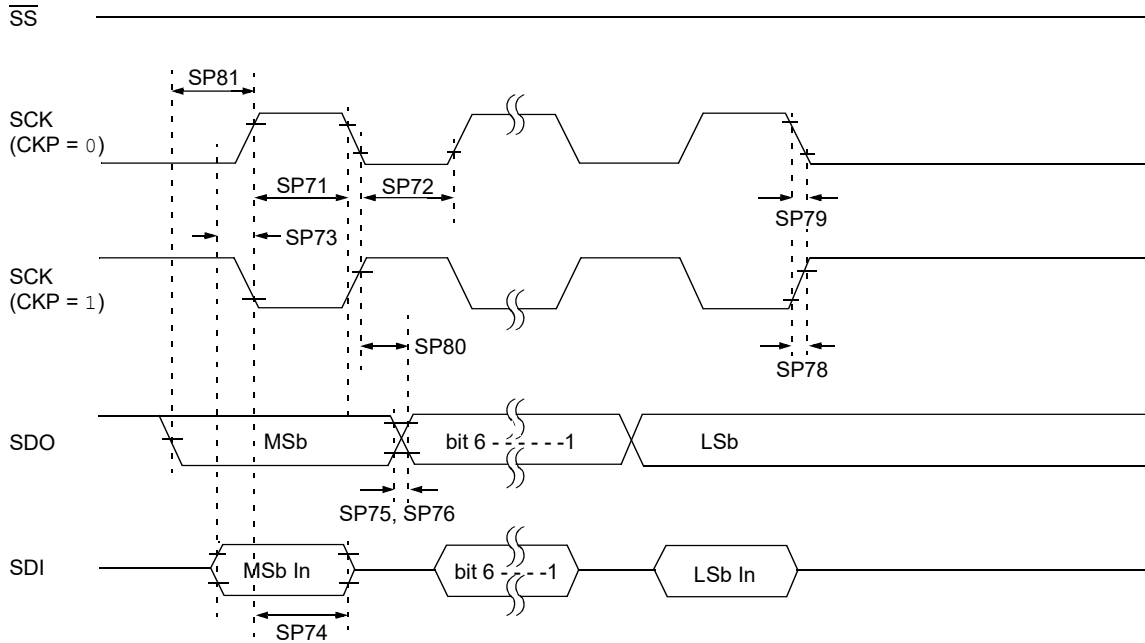 SS
SP81
SCK
(CKP = 0)
SP71
SP72
SP79
SP73
SCK
(CKP = 1)
SP80
SP78
SDO
MSb
bit 6 - - - - - - -1
LSb
SP75, SP76
SDI
MSb In
bit 6 - - - - -1
LSb In
SP74